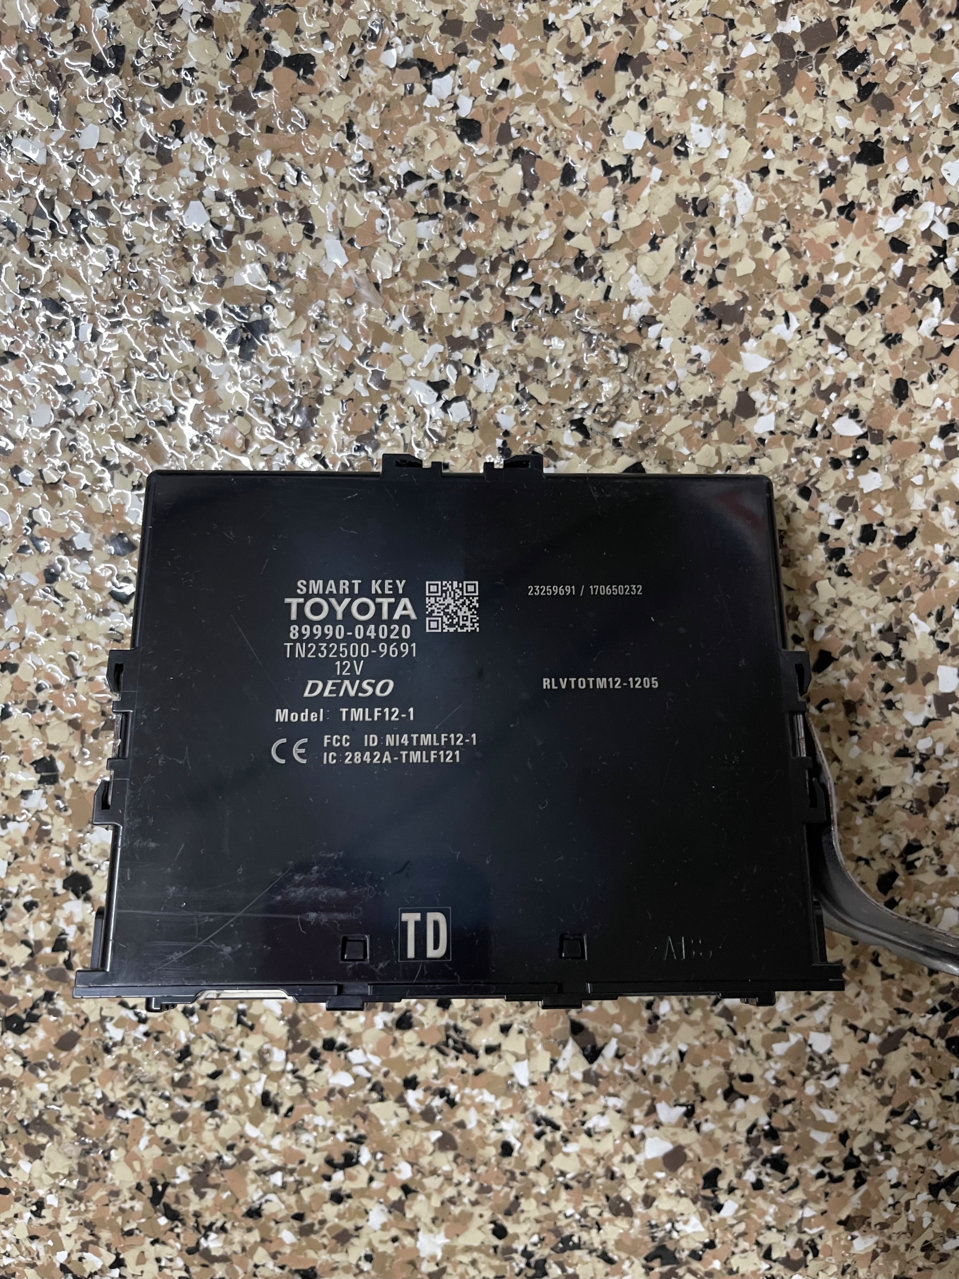 SMART KEY
TOYOTA
89990-04020
TN232500-9691
12V
DENSO
Model: TMLF12-1
CE FCC ID:NI4TMLF12-1
IC:2842A-TMLF121
23259691 / 170650232
RLVTOTM12-1205
TD